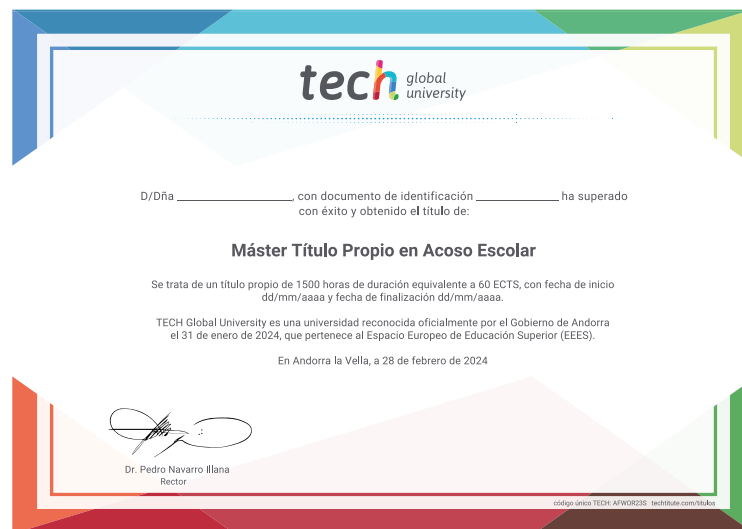 tech global
university
D/Dña ____________________, con documento de identificación ______________ ha superado
con éxito y obtenido el título de:
Máster Título Propio en Acoso Escolar
Se trata de un título propio de 1500 horas de duración equivalente a 60 ECTS, con fecha de inicio
dd/mm/aaaa y fecha de finalización dd/mm/aaaa.
TECH Global University es una universidad reconocida oficialmente por el Gobierno de Andorra
el 31 de enero de 2024, que pertenece al Espacio Europeo de Educación Superior (EEES).
En Andorra la Vella, a 28 de febrero de 2024
Dr. Pedro Navarro Illana
Rector
código único TECH: AFWOR23S techtitute.com/titulos